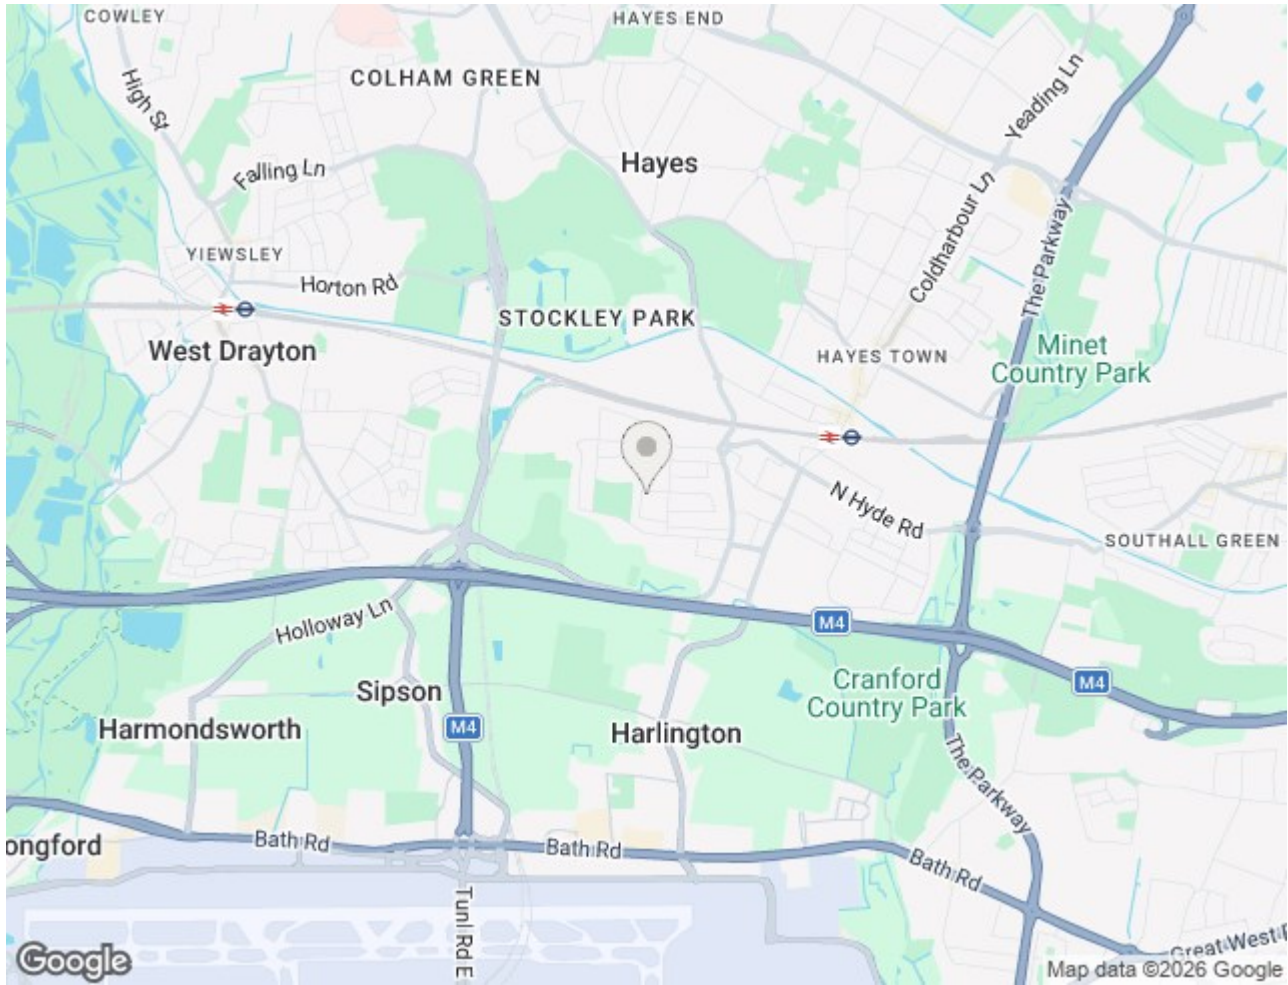 COWLEY
HAYES END
COLHAM GREEN
High St
Yeading Ln
Falling Ln
Hayes
Coldharbour Ln
The Parkway
YIEWSLEY
Horton Rd
STOCKLEY PARK
West Drayton
HAYES TOWN
Minet
Country Park
N Hyde Rd
SOUTHALL GREEN
Holloway Ln
M4
M4
Sipson
Cranford
Country Park
M4
Harmondsworth
Harlington
The Parkway
ongford
Bath Rd
Bath Rd
Bath Rd
Tunl Rd E
Great West
Google
Map data ©2026 Google